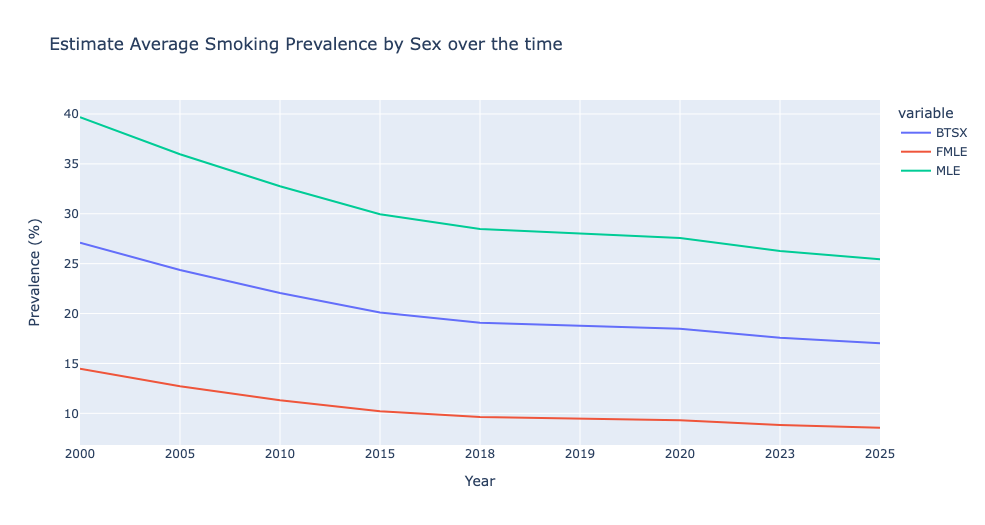 Estimate Average Smoking Prevalence by Sex over the time
variable
BTSX
FMLE
MLE
Prevalence (%)
40
35
30
25
20
15
10
2000 2005 2010 2015 2018 2019 2020 2023 2025
Year